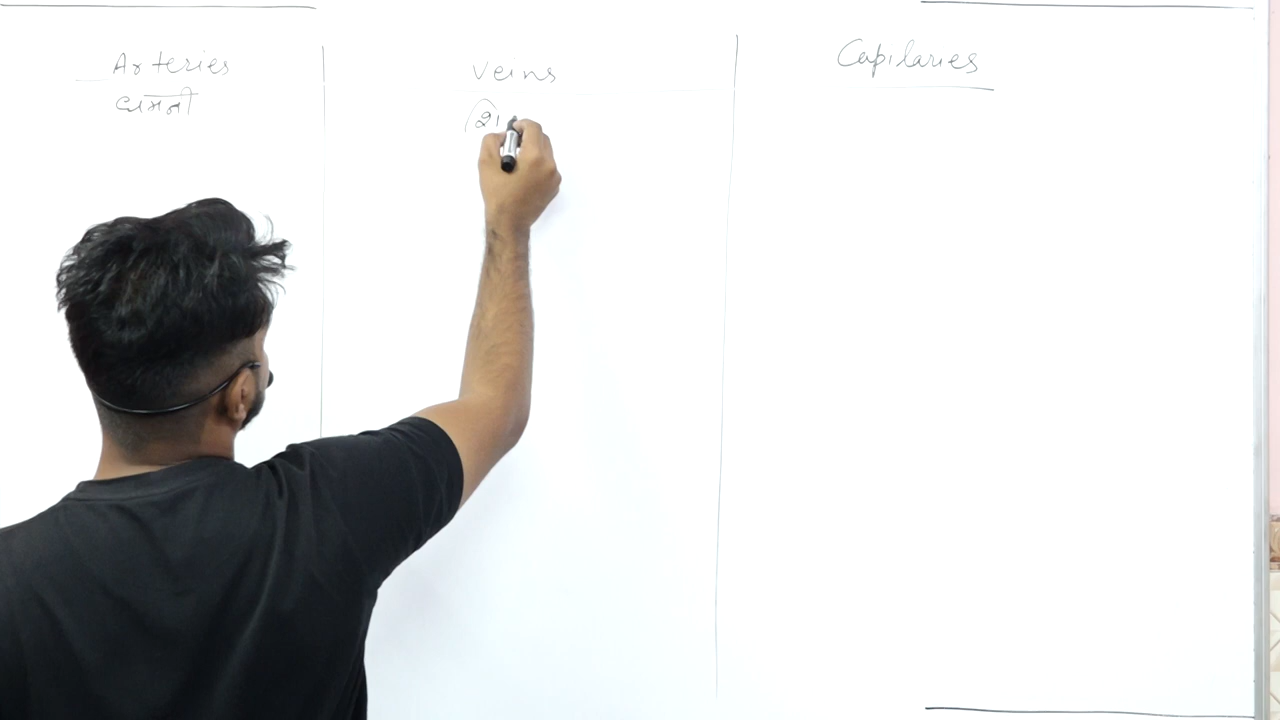 Arteries
धमनी
Veins
Capilaries